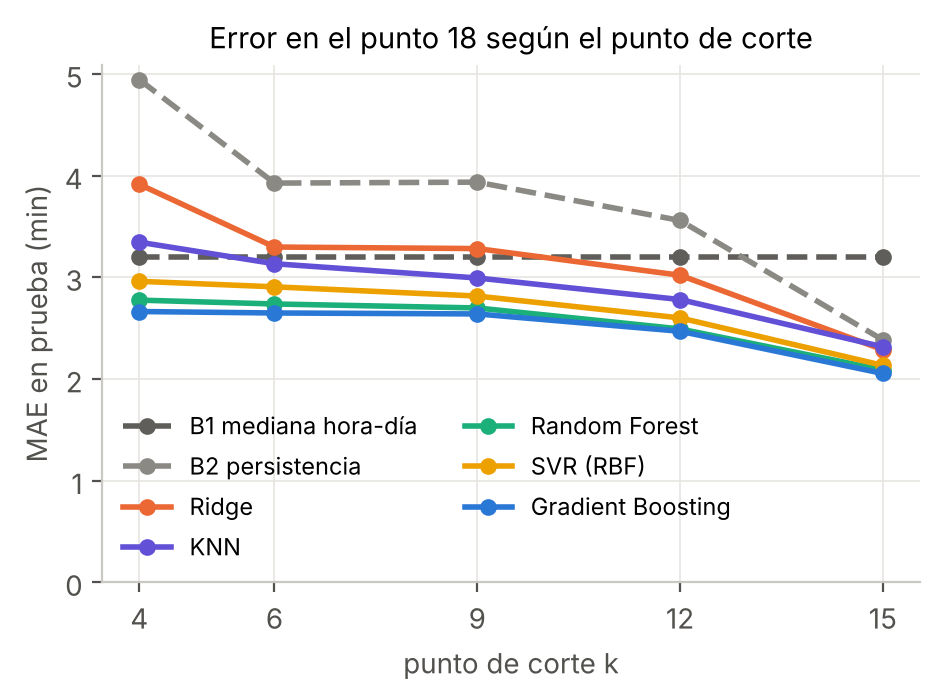 Error en el punto 18 según el punto de corte
MAE en prueba (min)
5
4
3
2
1
0
B1 mediana hora-día
B2 persistencia
Ridge
KNN
Random Forest
SVR (RBF)
Gradient Boosting
4 6 9 12 15
punto de corte k